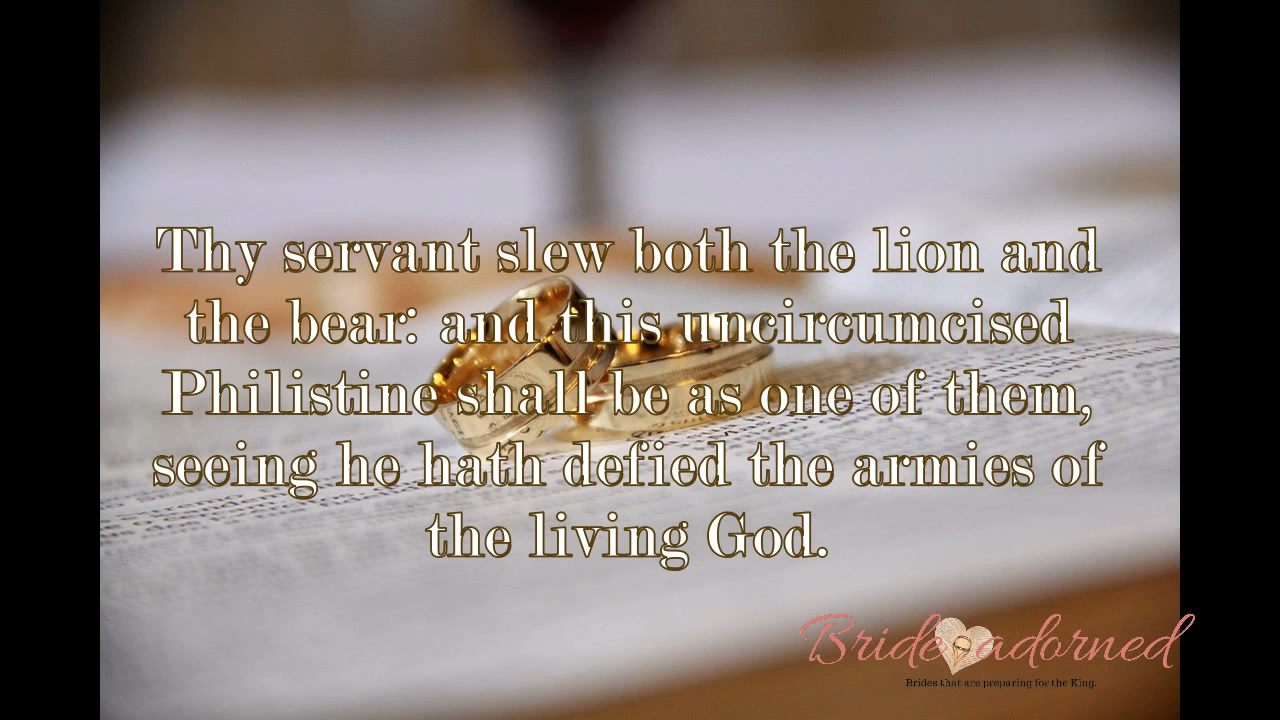 Thy servant slew both the lion and
the bear: and this uncircumcised
Philistine shall be as one of them,
seeing he hath defied the armies of
the living God.
Bride adorned
Brides that are preparing for the King.